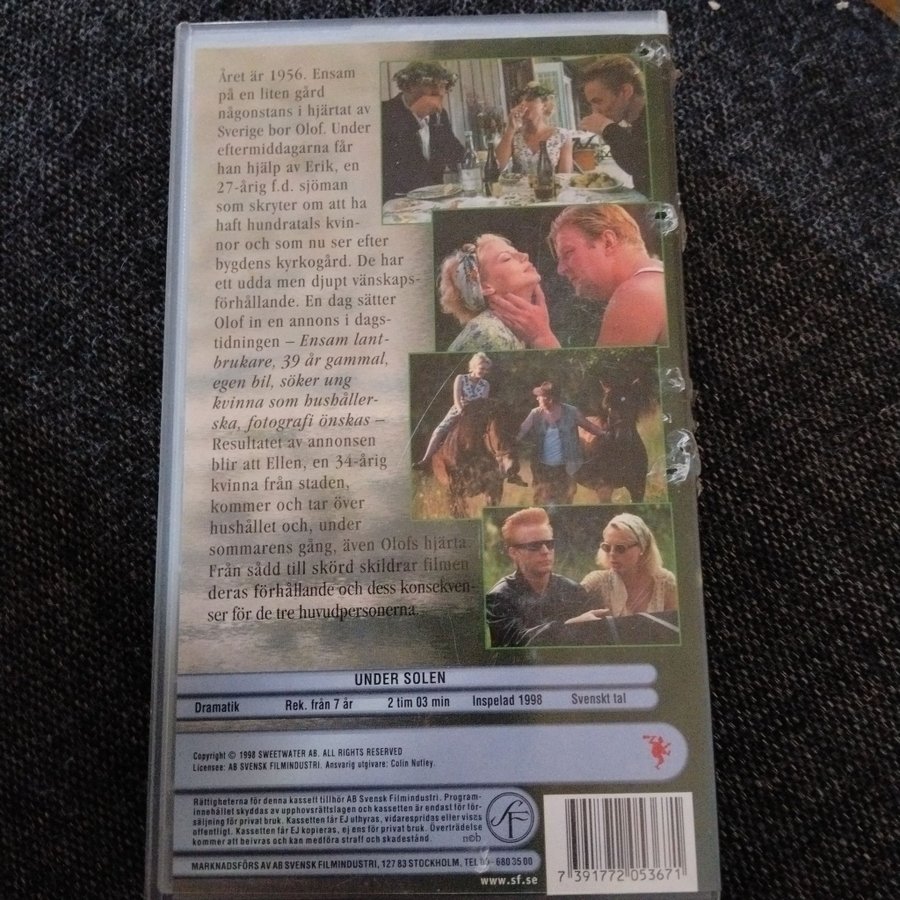 Året är 1956. Ensam
på en liten gård
någonstans i hjärtat av
Sverige bor Olof. Under
eftermiddagarna får
han hjälp av Erik, en
27-årig f.d. sjöman
som skryter om att ha
haft hundratals kvin-
nor och som nu ser efter
bygdens kyrkogård. De har
ett udda men djupt vänskaps-
förhållande. En dag sätter
Olof in en annons i dags-
tidningen – Ensam lant-
brukare, 39 år gammal,
egen bil, söker ung
kvinna som hushåller-
ska, fotografi önskas –
Resultatet av annonsen
blir att Ellen, en 34-årig
kvinna från staden,
kommer och tar över
hushållet och, under
sommarens gång, även Olofs hjärta.
Från sådd till skörd skildrar filmen
deras förhållande och dess konsekven-
ser för de tre huvudpersonerna.
UNDER SOLEN
Dramatik Rek. från 7 år 2 tim 03 min Inspelad 1998 Svenskt tal
Copyright © 1998 SWEETWATER AB. ALL RIGHTS RESERVED
Licensee: AB SVENSK FILMINDUSTRI. Ansvarig utgivare: Colin Nutley.
Rättigheterna för denna kassett tillhör AB Svensk Filmindustri. Program-
innehållet skyddas av upphovsrättslagen och kassetten är endast för för-
säljning för privat bruk. Kassetten får EJ uthyras, vidarespridas eller visas
offentligt. Kassetten får EJ kopieras, ej ens för privat bruk. Överträdelse
kommer att beivras och kan medföra straff och skadestånd.
ncb
SF
MARKNADSFÖRS AV AB SVENSK FILMINDUSTRI, 127 83 STOCKHOLM, TEL 08-680 35 00
www.sf.se
7 391772 053671